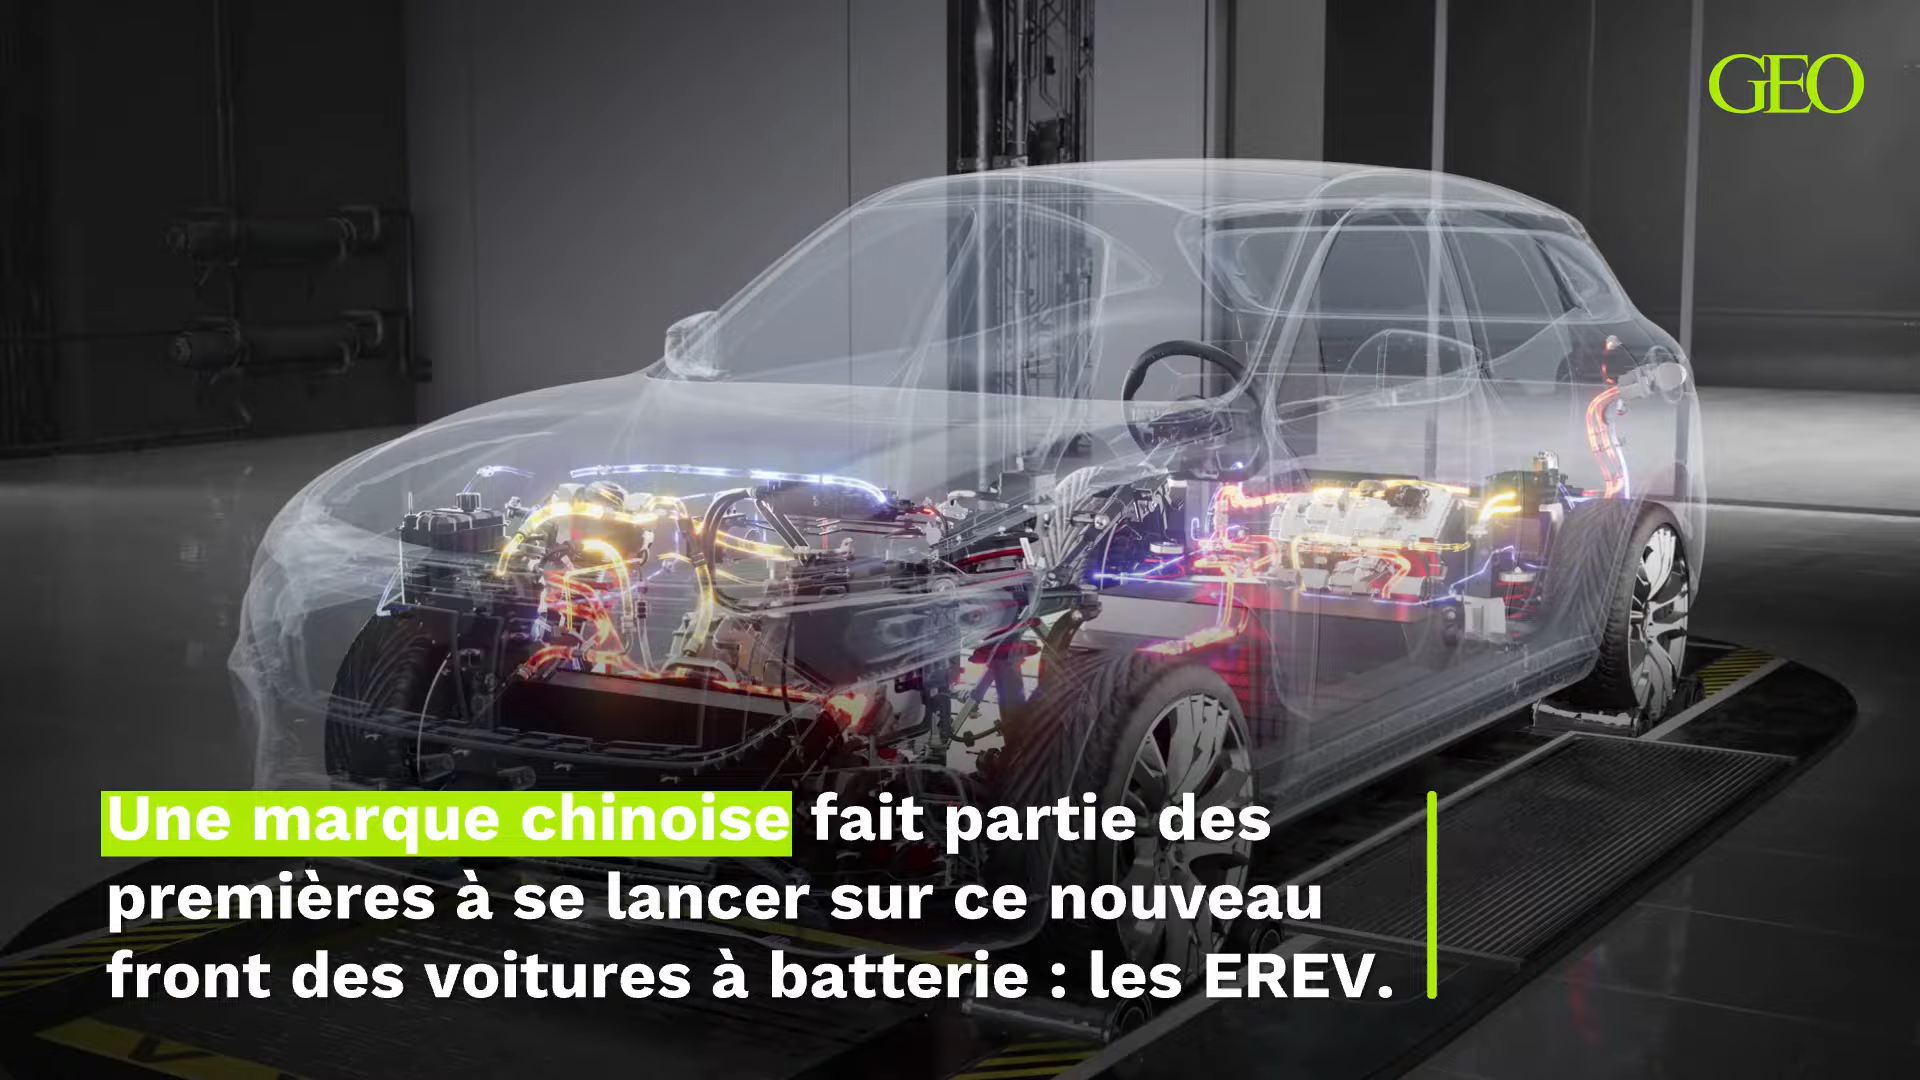 GEO
Une marque chinoise fait partie des
premières à se lancer sur ce nouveau
front des voitures à batterie : les EREV.